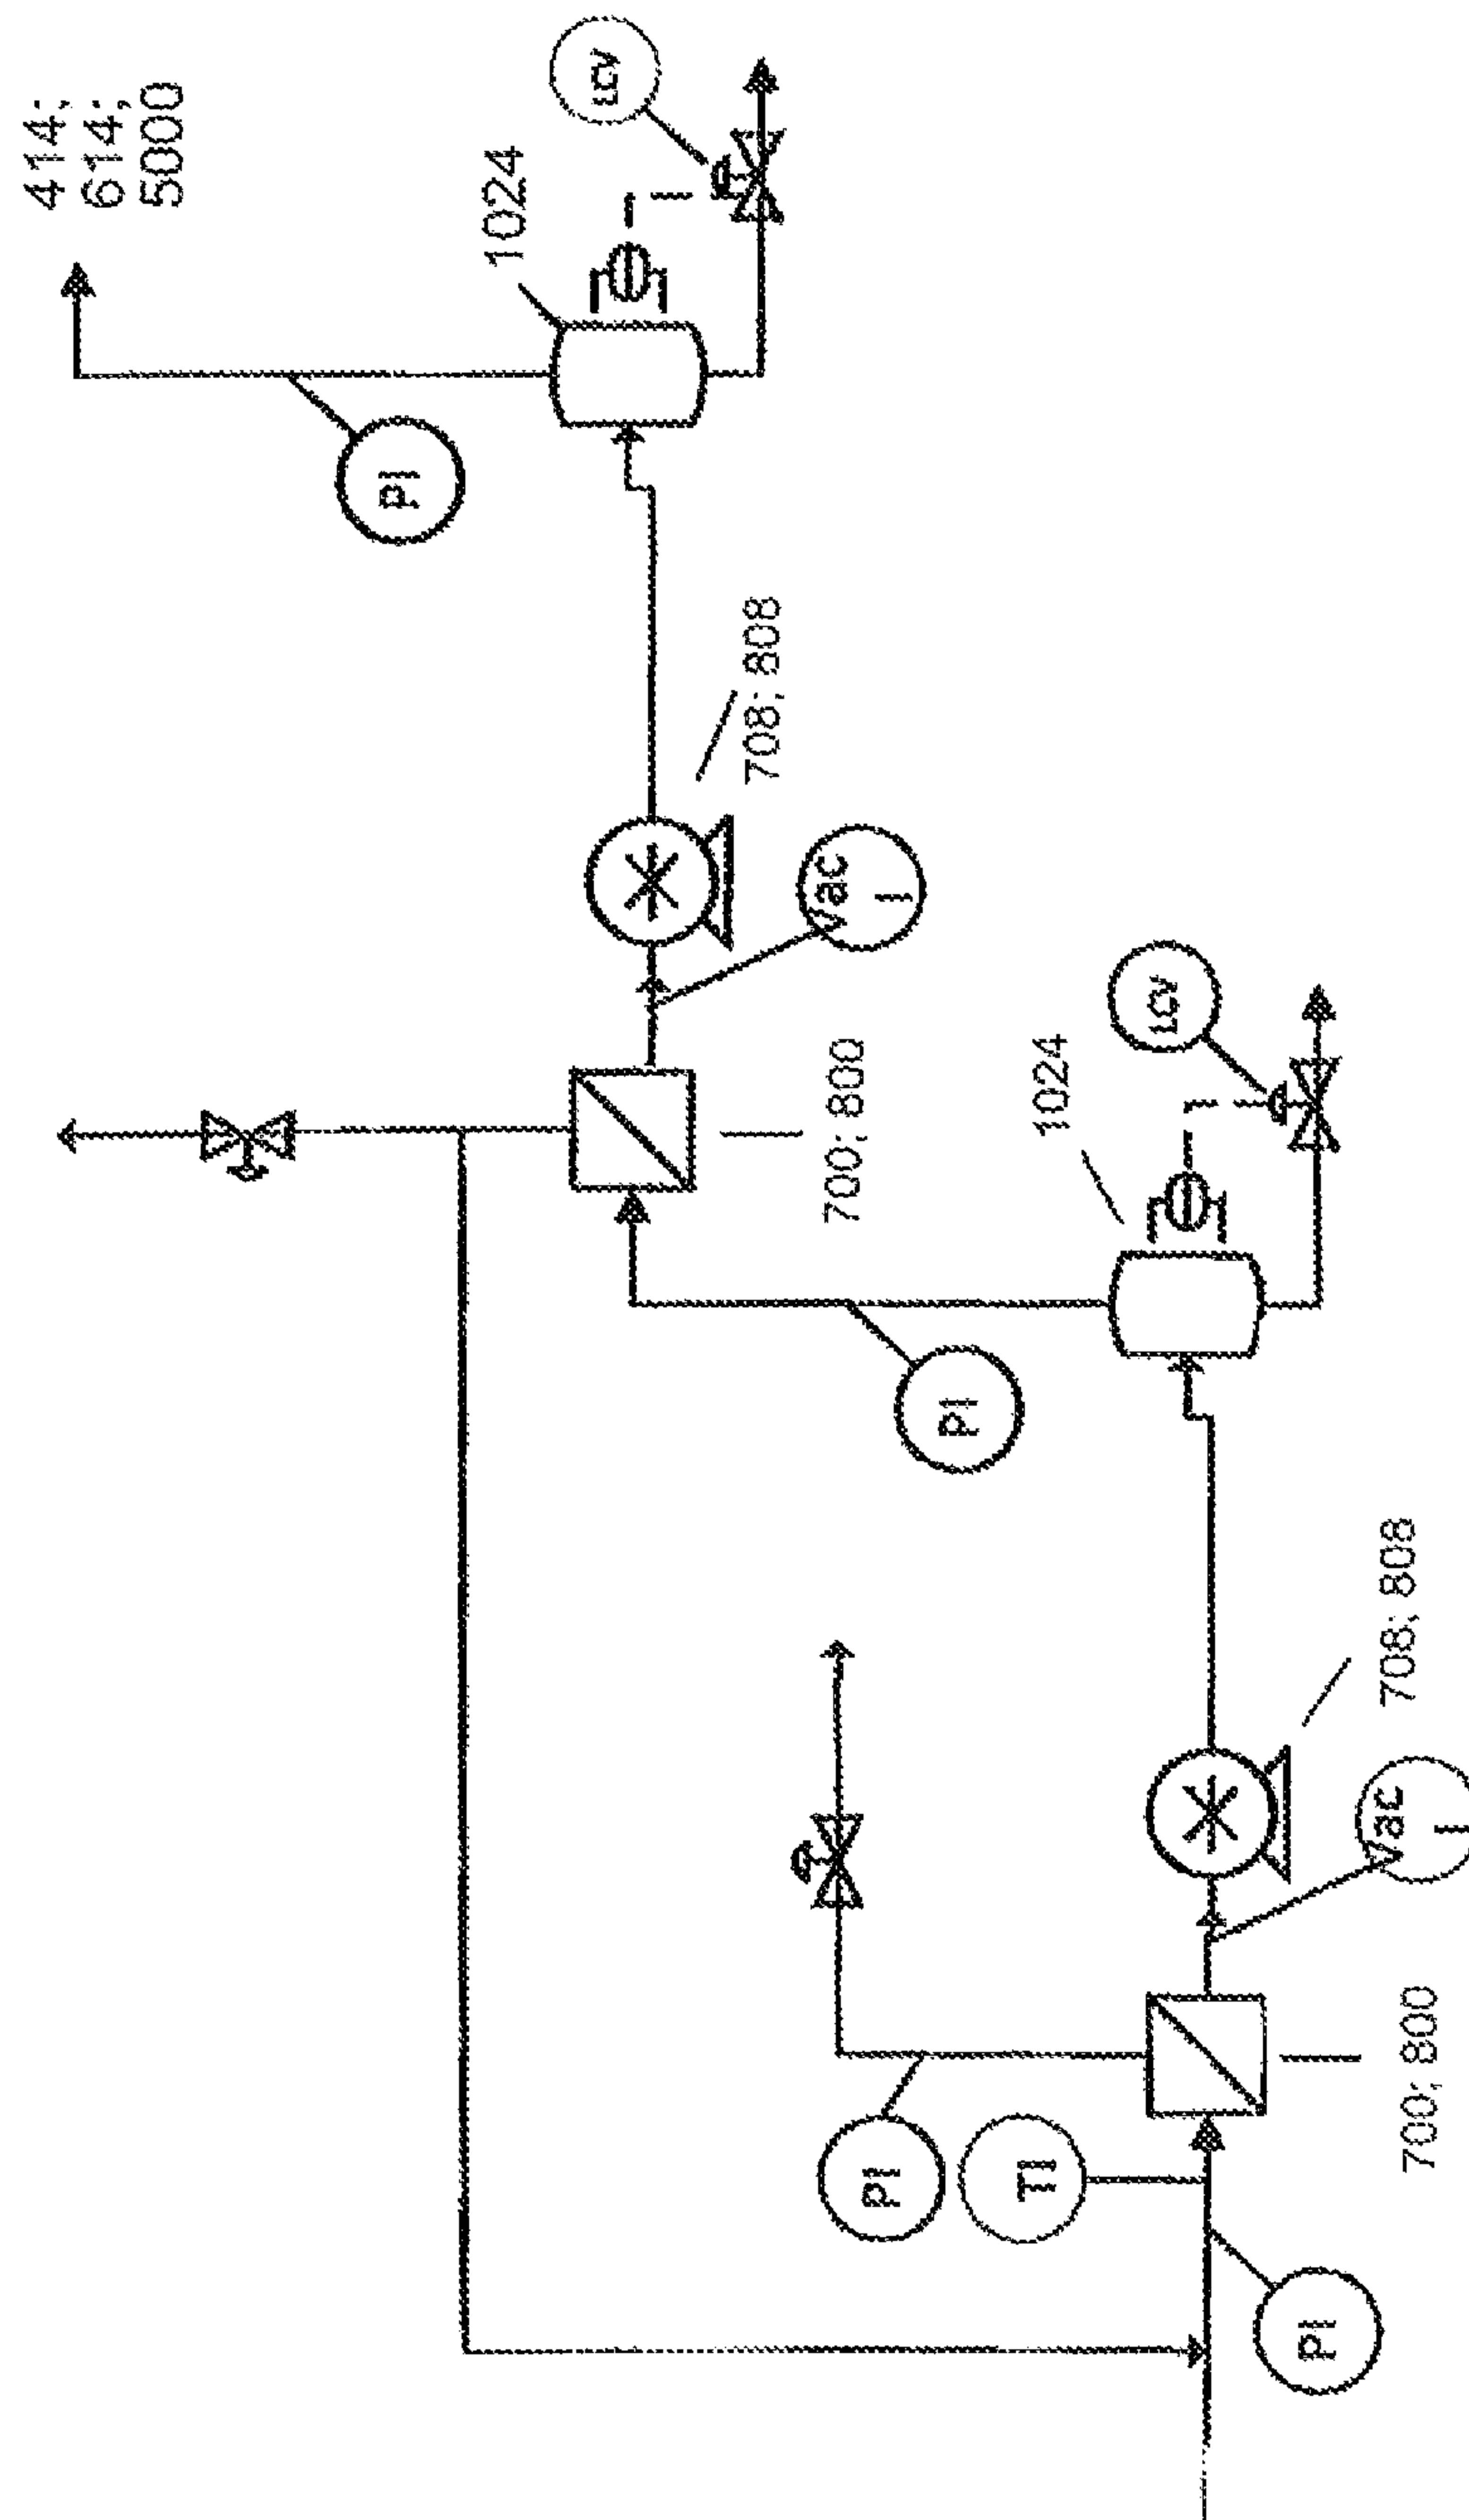 414;
614;
5000
PI
1024
LCV
708; 808
Vac
I
700; 800
PI
PI
TI
1024
LCV
PI
Vac
I
708; 808
700; 800